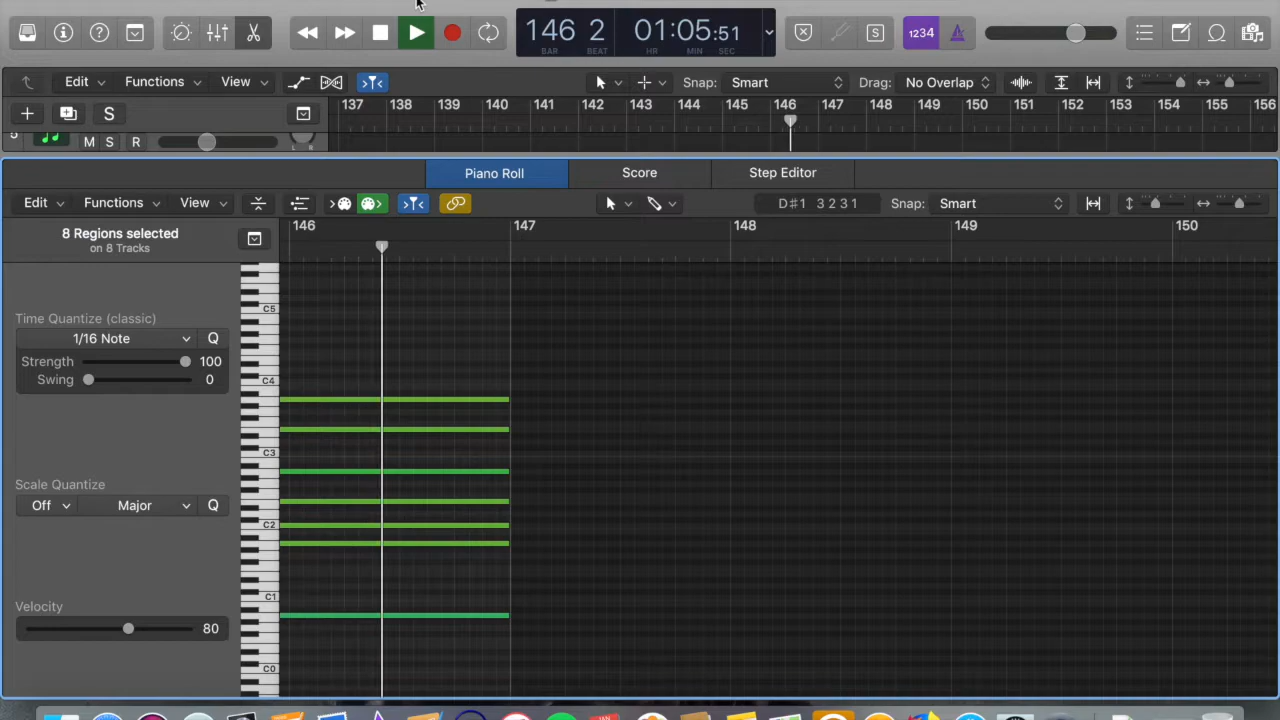 1234
146 2 01:05:51
BAR BEAT HR MIN SEC
Edit Functions View Snap: Smart Drag: No Overlap
S
137 138 139 140 141 142 143 144 145 146 147 148 149 150 151 152 153 154 155 156
5 M S R L R
Piano Roll Score Step Editor
Edit Functions View D♯1 3 2 3 1 Snap: Smart
146 147 148 149 150
8 Regions selected
on 8 Tracks
C5
Time Quantize (classic)
1/16 Note Q
Strength 100
Swing 0
C4
C3
Scale Quantize
Off Major Q
C2
C1
Velocity
80
C0
JAN